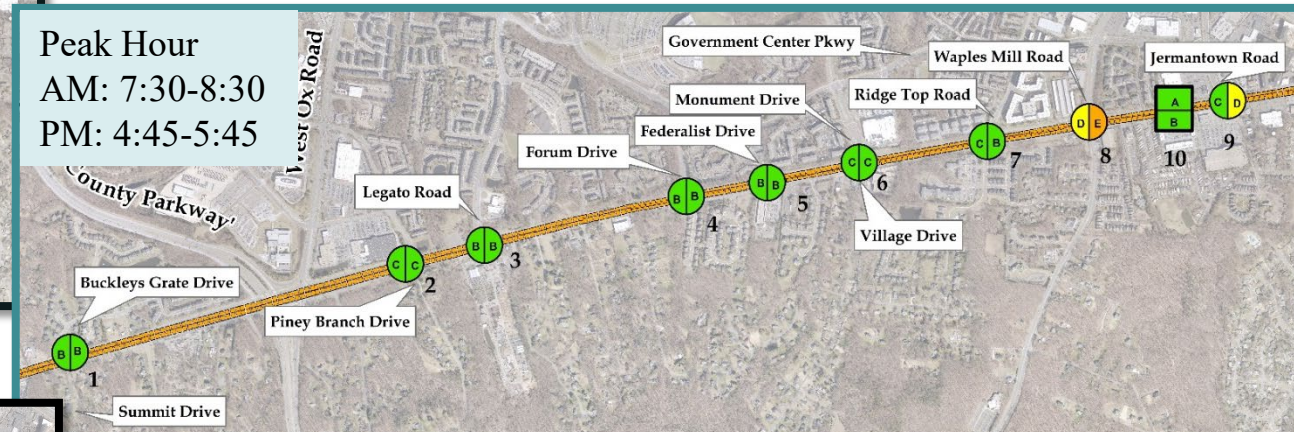 Peak Hour
AM: 7:30-8:30
PM: 4:45-5:45
West Ox Road
County Parkway'
Government Center Pkwy
Waples Mill Road
Jermantown Road
Monument Drive
Ridge Top Road
Federalist Drive
Forum Drive
Legato Road
Buckleys Grate Drive
Piney Branch Drive
Village Drive
Summit Drive
B B
1
C C
2
B B
3
B B
4
B B
5
C C
6
C B
7
D E
8
A
B
10
C D
9